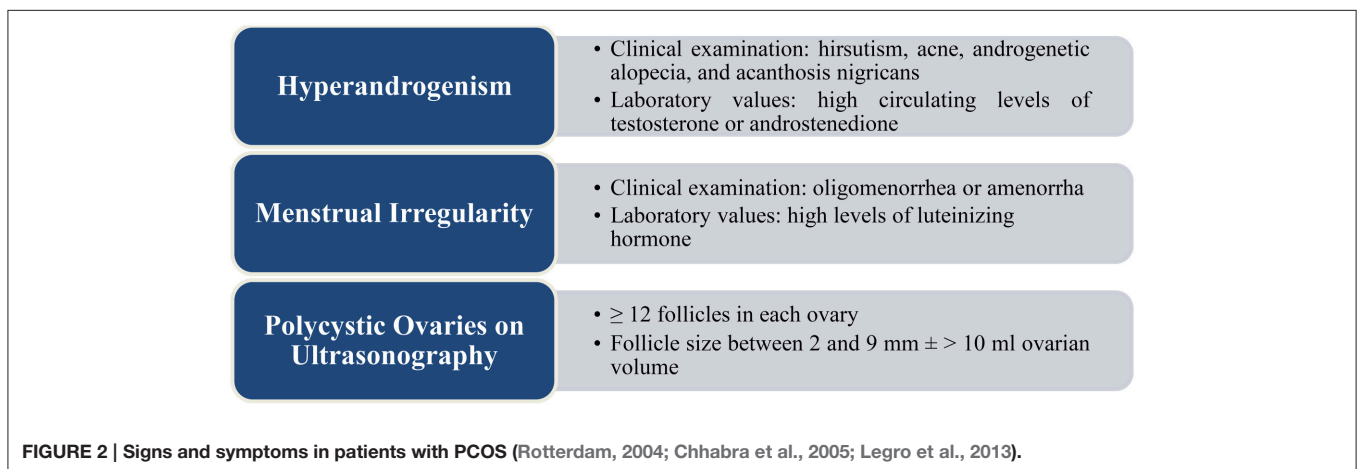 Hyperandrogenism
• Clinical examination: hirsutism, acne, androgenetic
alopecia, and acanthosis nigricans
• Laboratory values: high circulating levels of
testosterone or androstenedione
Menstrual Irregularity
• Clinical examination: oligomenorrhea or amenorrha
• Laboratory values: high levels of luteinizing
hormone
Polycystic Ovaries on
Ultrasonography
• ≥ 12 follicles in each ovary
• Follicle size between 2 and 9 mm ± > 10 ml ovarian
volume
FIGURE 2 | Signs and symptoms in patients with PCOS (Rotterdam, 2004; Chhabra et al., 2005; Legro et al., 2013).